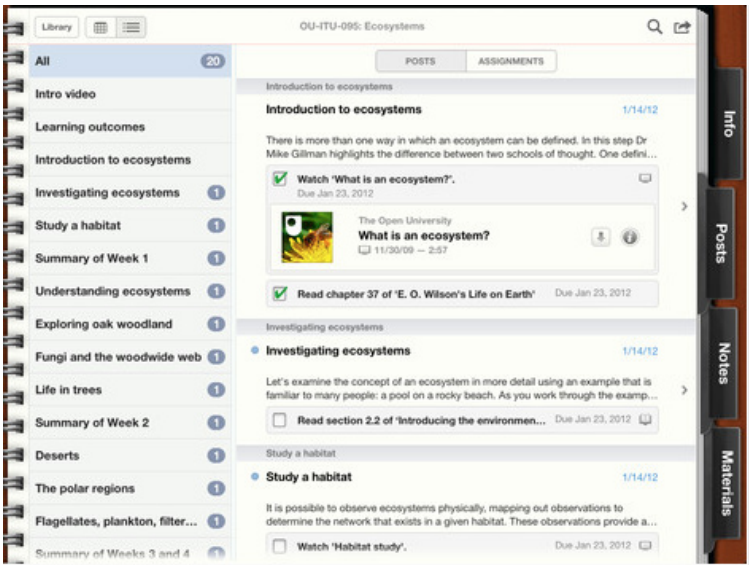 Library
OU-ITU-095: Ecosystems
All 20
Intro video
Learning outcomes
Introduction to ecosystems
Investigating ecosystems 1
Study a habitat 1
Summary of Week 1 1
Understanding ecosystems 1
Exploring oak woodland 1
Fungi and the woodwide web 1
Life in trees 1
Summary of Week 2 1
Deserts 1
The polar regions 1
Flagellates, plankton, filter... 1
Summary of Weeks 3 and 4 1
POSTS ASSIGNMENTS
Introduction to ecosystems
Introduction to ecosystems 1/14/12
There is more than one way in which an ecosystem can be defined. In this step Dr
Mike Gillman highlights the difference between two schools of thought. One defini...
Watch 'What is an ecosystem?'.
Due Jan 23, 2012
The Open University
What is an ecosystem?
11/30/09 — 2:57
Read chapter 37 of 'E. O. Wilson's Life on Earth' Due Jan 23, 2012
Investigating ecosystems
Investigating ecosystems 1/14/12
Let's examine the concept of an ecosystem in more detail using an example that is
familiar to many people: a pool on a rocky beach. As you work through the examp...
Read section 2.2 of 'Introducing the environmen... Due Jan 23, 2012
Study a habitat
Study a habitat 1/14/12
It is possible to observe ecosystems physically, mapping out observations to
determine the network that exists in a given habitat. These observations provide a...
Watch 'Habitat study'. Due Jan 23, 2012
Info
Posts
Notes
Materials